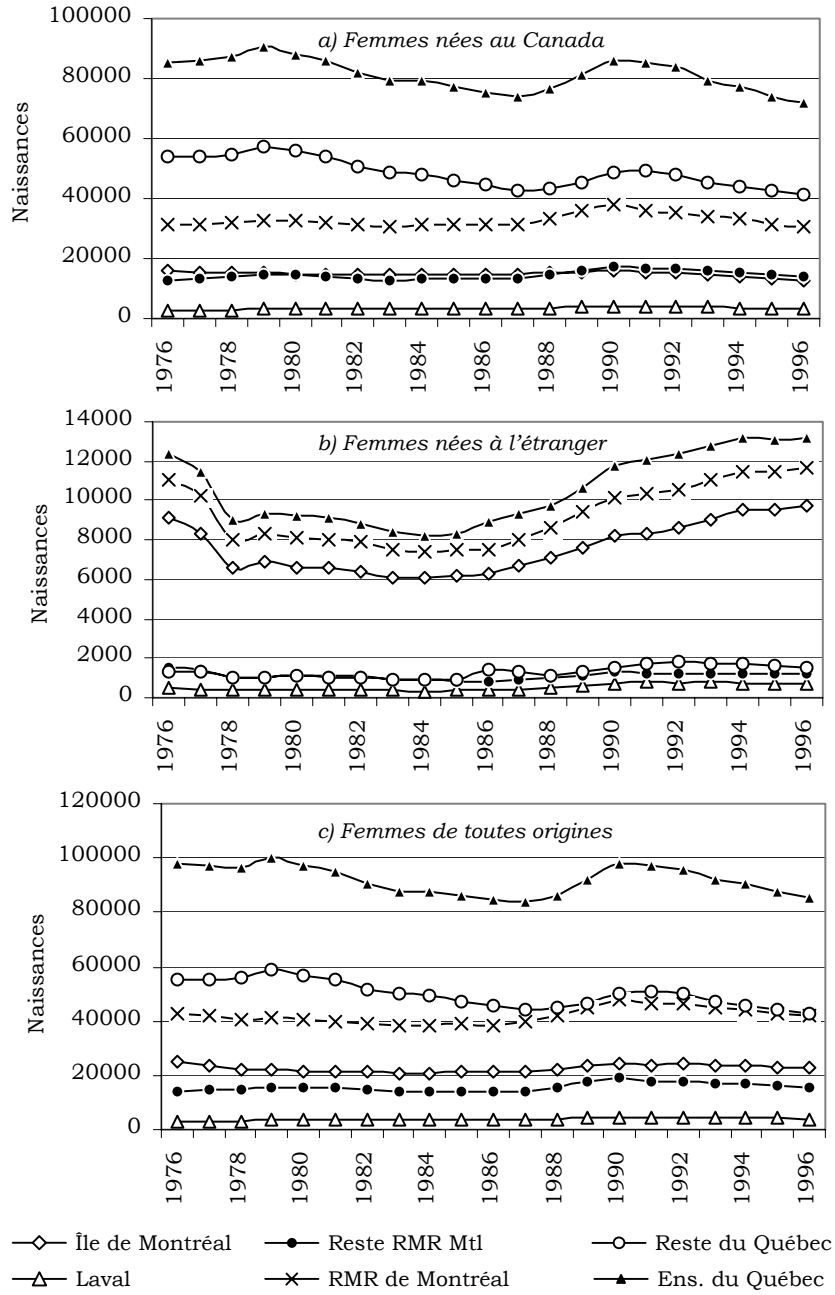 a) Femmes nées au Canada
100000
80000
60000
40000
20000
0
Naissances
1976 1978 1980 1982 1984 1986 1988 1990 1992 1994 1996
b) Femmes nées à l'étranger
14000
12000
10000
8000
6000
4000
2000
0
Naissances
1976 1978 1980 1982 1984 1986 1988 1990 1992 1994 1996
c) Femmes de toutes origines
120000
100000
80000
60000
40000
20000
0
Naissances
1976 1978 1980 1982 1984 1986 1988 1990 1992 1994 1996
Île de Montréal Reste RMR Mtl Reste du Québec
Laval RMR de Montréal Ens. du Québec